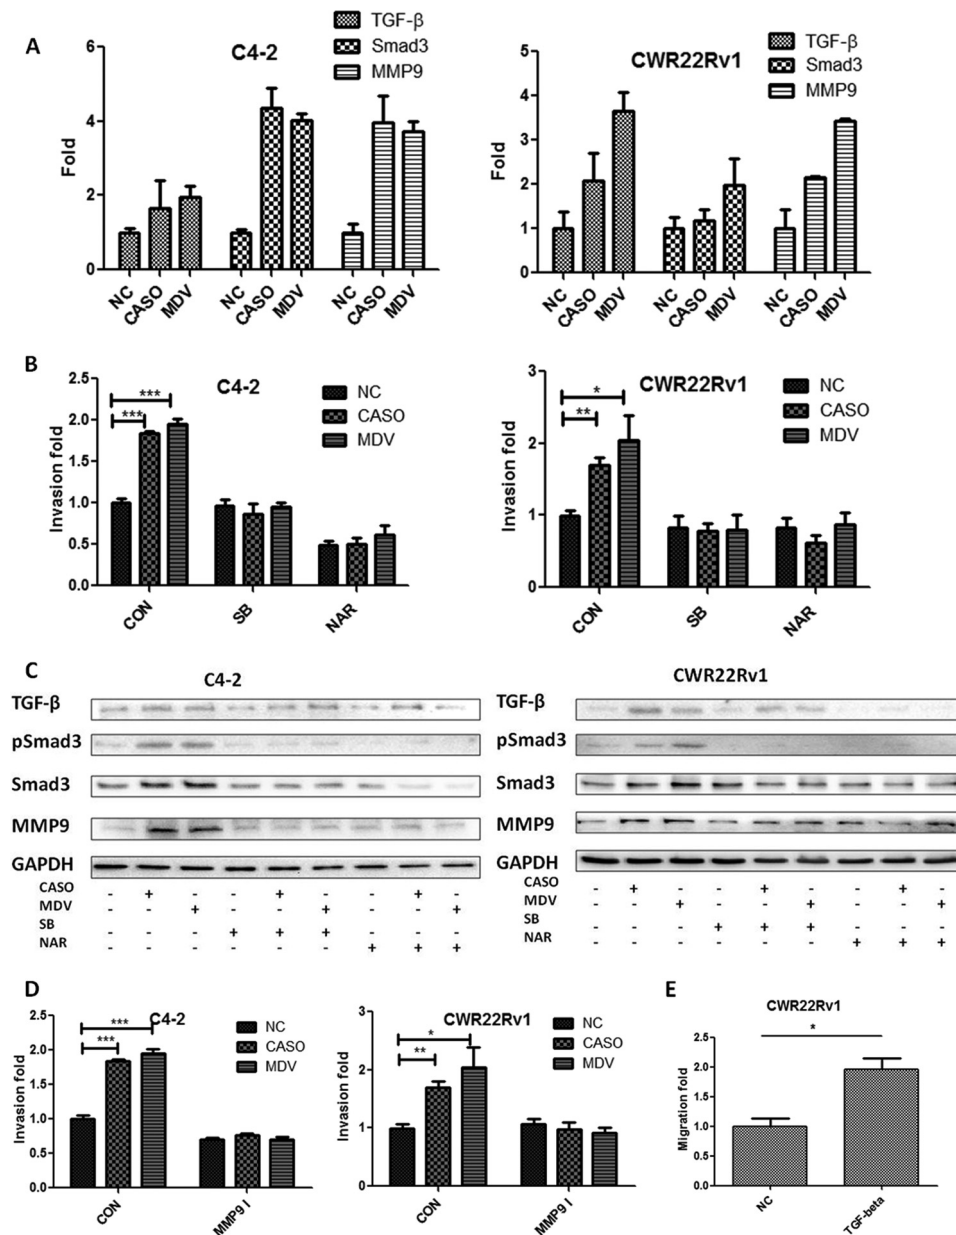 A
C4-2
TGF-β
Smad3
MMP9
Fold
6
4
2
0
NC
CASO
MDV
NC
CASO
MDV
NC
CASO
MDV
CWR22Rv1
TGF-β
Smad3
MMP9
Fold
5
4
3
2
1
0
NC
CASO
MDV
NC
CASO
MDV
NC
CASO
MDV
B
C4-2
NC
CASO
MDV
Invasion fold
2.5
2.0
1.5
1.0
0.5
0.0
***
***
CON
SB
NAR
CWR22Rv1
NC
CASO
MDV
Invasion fold
3
2
1
0
*
**
CON
SB
NAR
C
C4-2
TGF-β
pSmad3
Smad3
MMP9
GAPDH
CASO - + - - + - - + -
MDV - - + - - + - - +
SB - - - + + + - - -
NAR - - - - - - + + +
CWR22Rv1
TGF-β
pSmad3
Smad3
MMP9
GAPDH
CASO - + - - + - - + -
MDV - - + - - + - - +
SB - - - + + + - - -
NAR - - - - - - + + +
D
C4-2
NC
CASO
MDV
Invasion fold
2.5
2.0
1.5
1.0
0.5
0.0
***
***
CON
MMP9 I
CWR22Rv1
NC
CASO
MDV
Invasion fold
3
2
1
0
*
**
CON
MMP9 I
E
CWR22Rv1
*
Migration fold
2.5
2.0
1.5
1.0
0.5
0.0
NC
TGF-beta